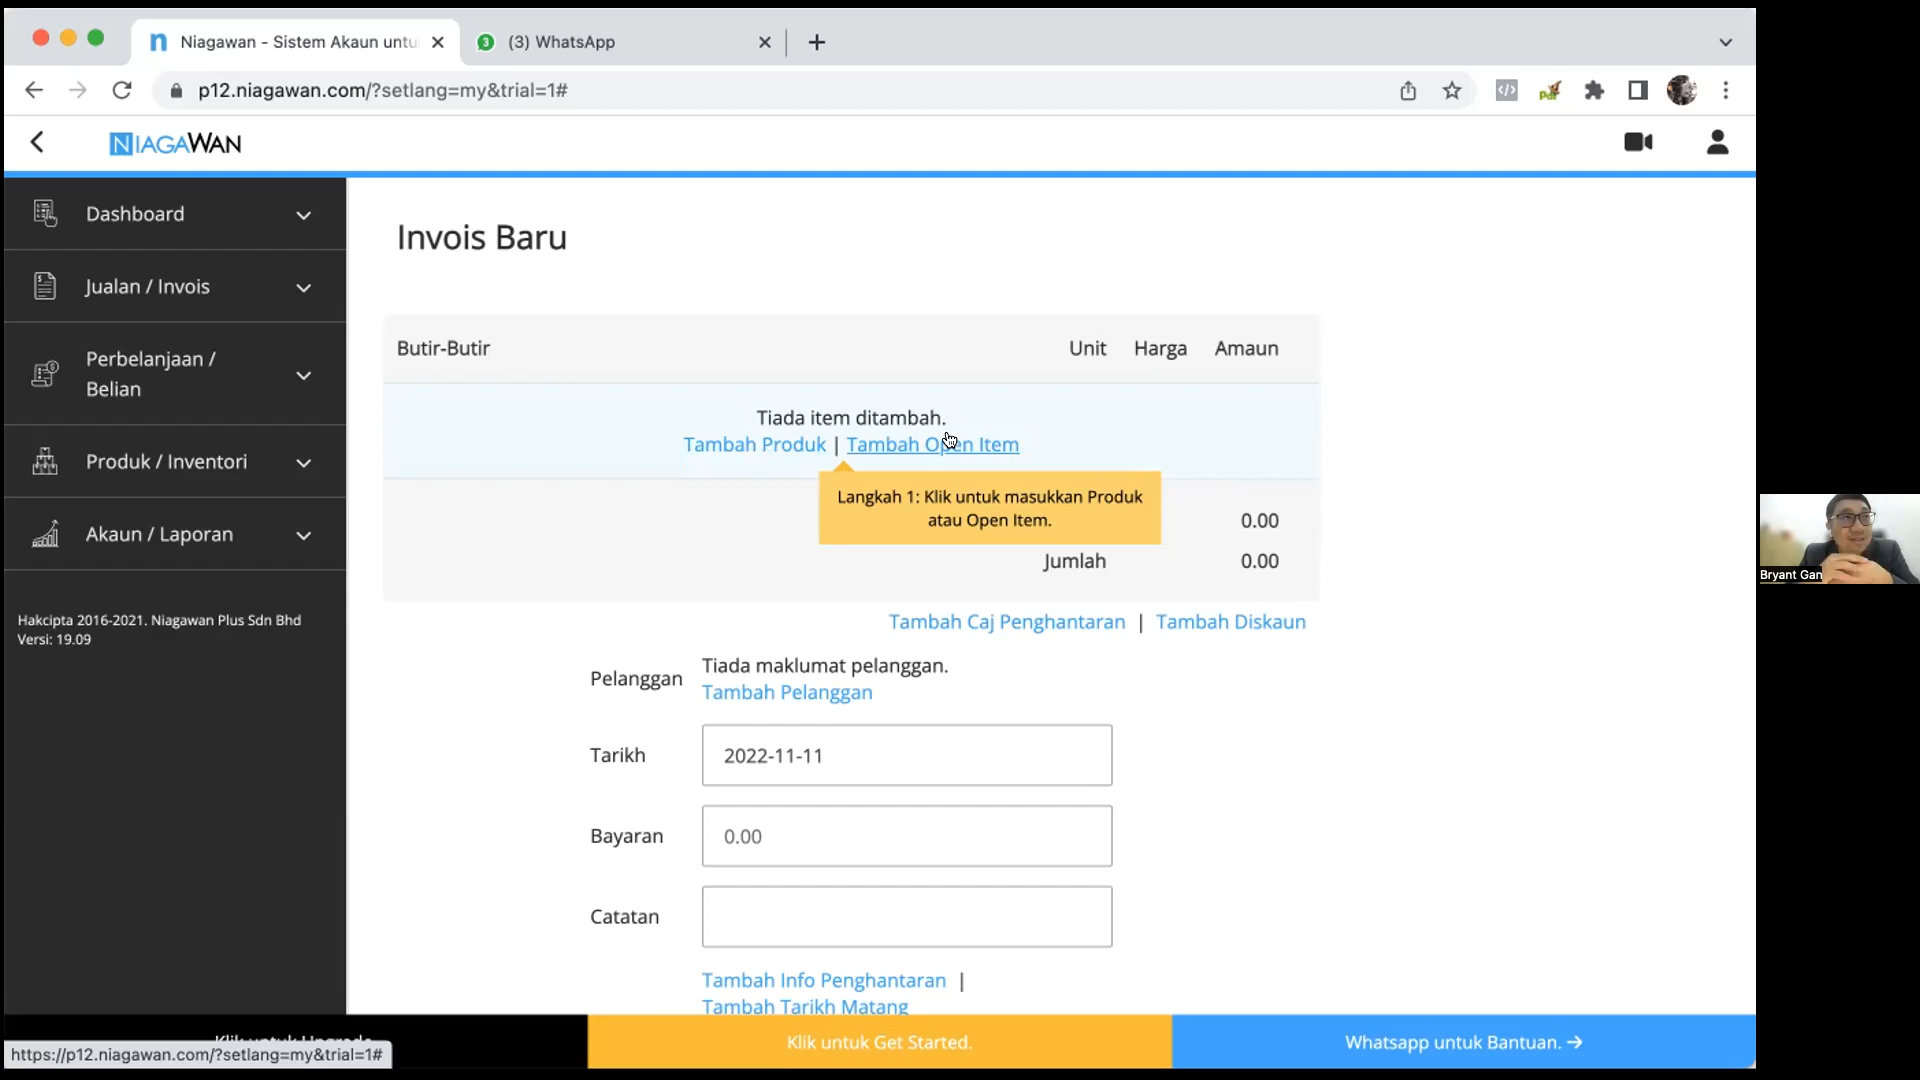 Niagawan - Sistem Akaun untu
3 (3) WhatsApp
p12.niagawan.com/?setlang=my&trial=1#
NIAGAWAN
Dashboard
Jualan / Invois
Perbelanjaan /
Belian
Produk / Inventori
Akaun / Laporan
Hakcipta 2016-2021. Niagawan Plus Sdn Bhd
Versi: 19.09
Invois Baru
Butir-Butir Unit Harga Amaun
Tiada item ditambah.
Tambah Produk | Tambah Open Item
Langkah 1: Klik untuk masukkan Produk
atau Open Item.
0.00
Jumlah 0.00
Tambah Caj Penghantaran | Tambah Diskaun
Pelanggan
Tiada maklumat pelanggan.
Tambah Pelanggan
Tarikh 2022-11-11
Bayaran 0.00
Catatan
Tambah Info Penghantaran |
Tambah Tarikh Matang
Klik untuk Upgrade.
Klik untuk Get Started.
Whatsapp untuk Bantuan. →
https://p12.niagawan.com/?setlang=my&trial=1#
Bryant Gan